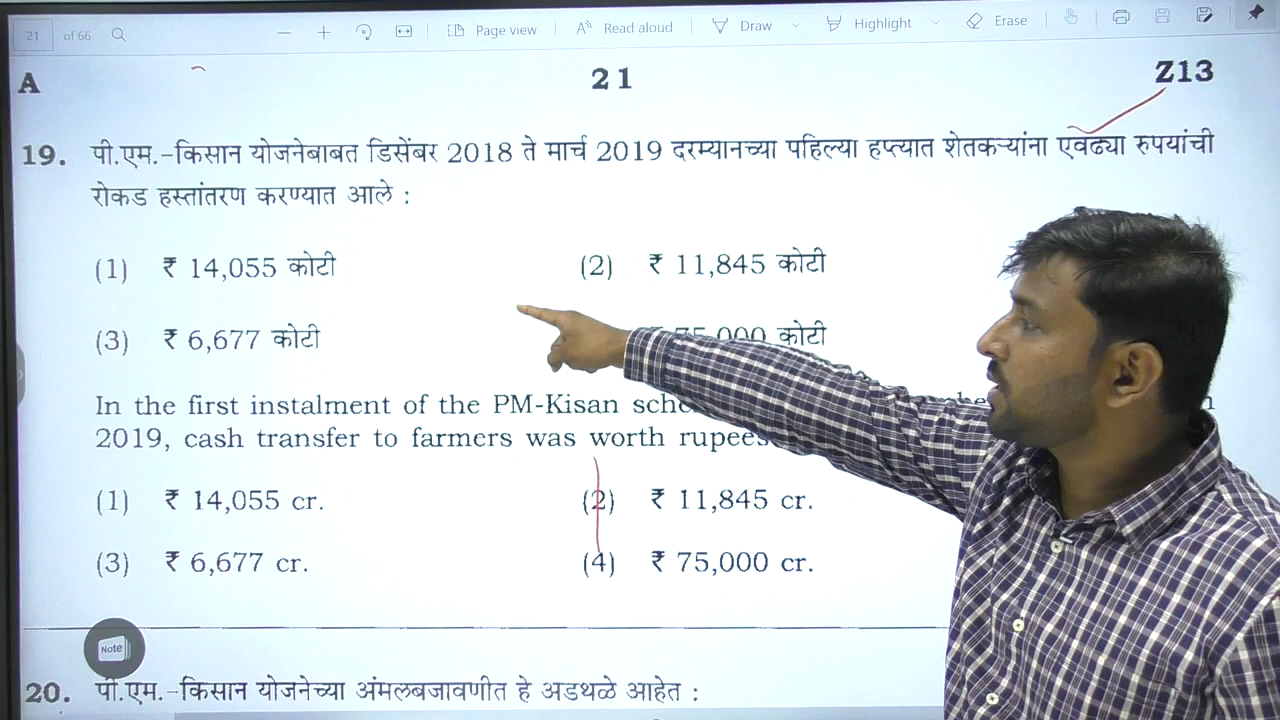 21 of 66 Page view Read aloud Draw Highlight Erase
A 21 Z13
19. पी.एम.-किसान योजनेबाबत डिसेंबर 2018 ते मार्च 2019 दरम्यानच्या पहिल्या हप्त्यात शेतकऱ्यांना एवढ्या रुपयांची
रोकड हस्तांतरण करण्यात आले :
(1) ₹ 14,055 कोटी (2) ₹ 11,845 कोटी
(3) ₹ 6,677 कोटी 75,000 कोटी
In the first instalment of the PM-Kisan
2019, cash transfer to farmers was worth rupees
(1) ₹ 14,055 cr. (2) ₹ 11,845 cr.
(3) ₹ 6,677 cr. (4) ₹ 75,000 cr.
Note
20. पी.एम.-किसान योजनेच्या अंमलबजावणीत हे अडथळे आहेत :